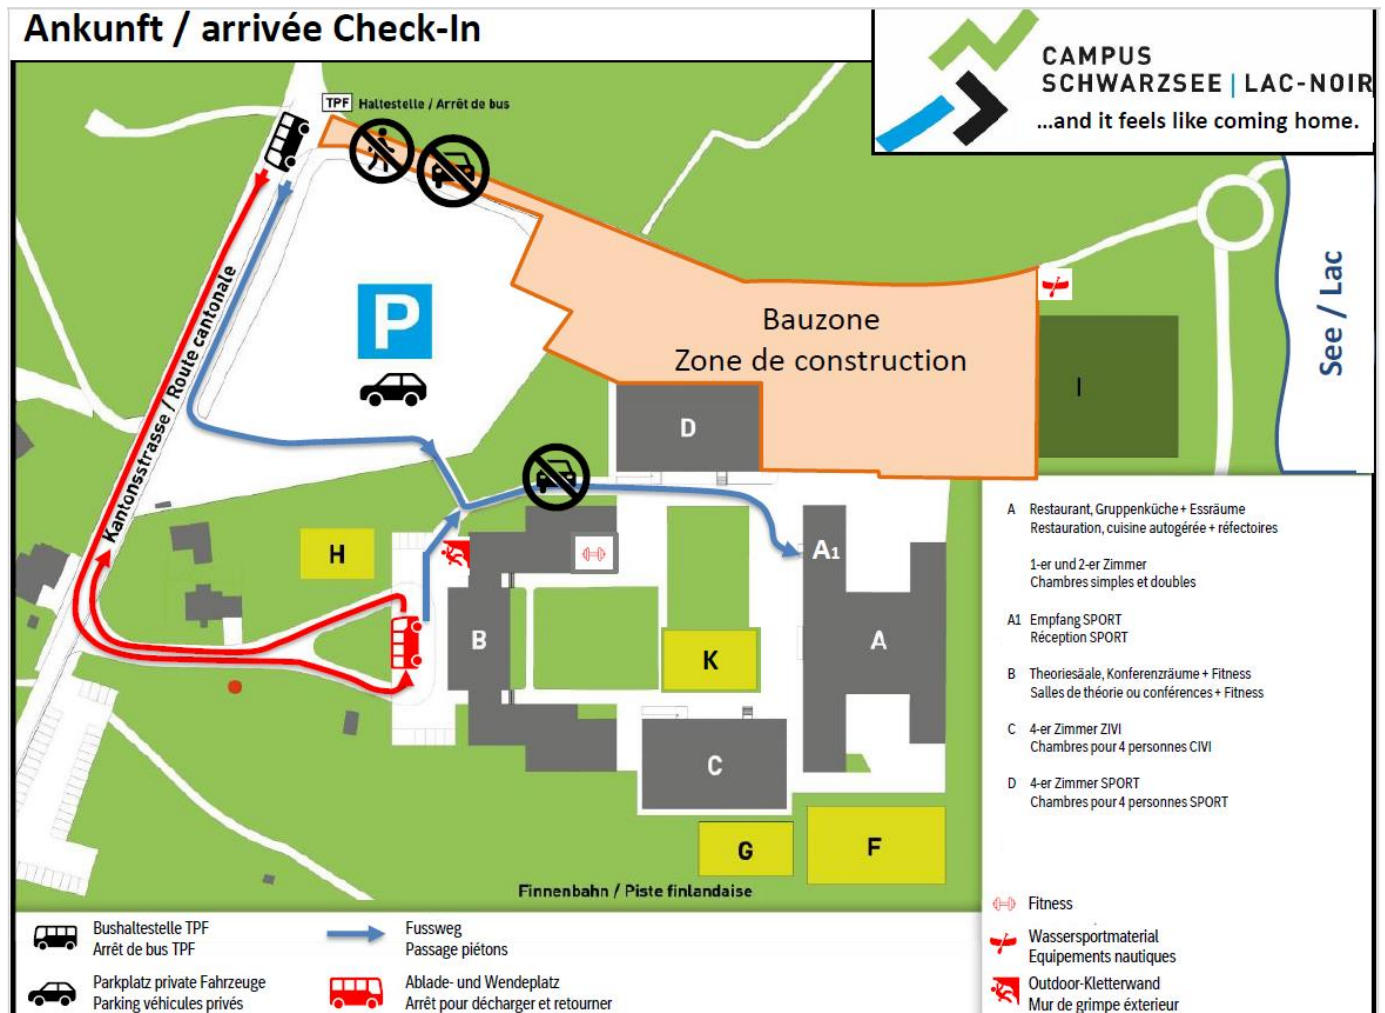 Ankunft / arrivée Check-In
CAMPUS
SCHWARZSEE | LAC-NOIR
...and it feels like coming home.
TPF Haltestelle / Arrêt de bus
Kantonsstrasse / Route cantonale
P
Bauzone
Zone de construction
See / Lac
I
D
H
A1
B
K
A
C
G
F
Finnenbahn / Piste finlandaise
A Restaurant, Gruppenküche + Essräume
Restauration, cuisine autogérée + réfectoires
1-er und 2-er Zimmer
Chambres simples et doubles
A1 Empfang SPORT
Réception SPORT
B Theoriesäale, Konferenzräume + Fitness
Salles de théorie ou conférences + Fitness
C 4-er Zimmer ZIVI
Chambres pour 4 personnes CIVI
D 4-er Zimmer SPORT
Chambres pour 4 personnes SPORT
Fitness
Wassersportmaterial
Equipements nautiques
Outdoor-Kletterwand
Mur de grimpe éxterieur
Bushaltestelle TPF
Arrêt de bus TPF
Parkplatz private Fahrzeuge
Parking véhicules privés
Fussweg
Passage piétons
Ablade- und Wendeplatz
Arrêt pour décharger et retourner